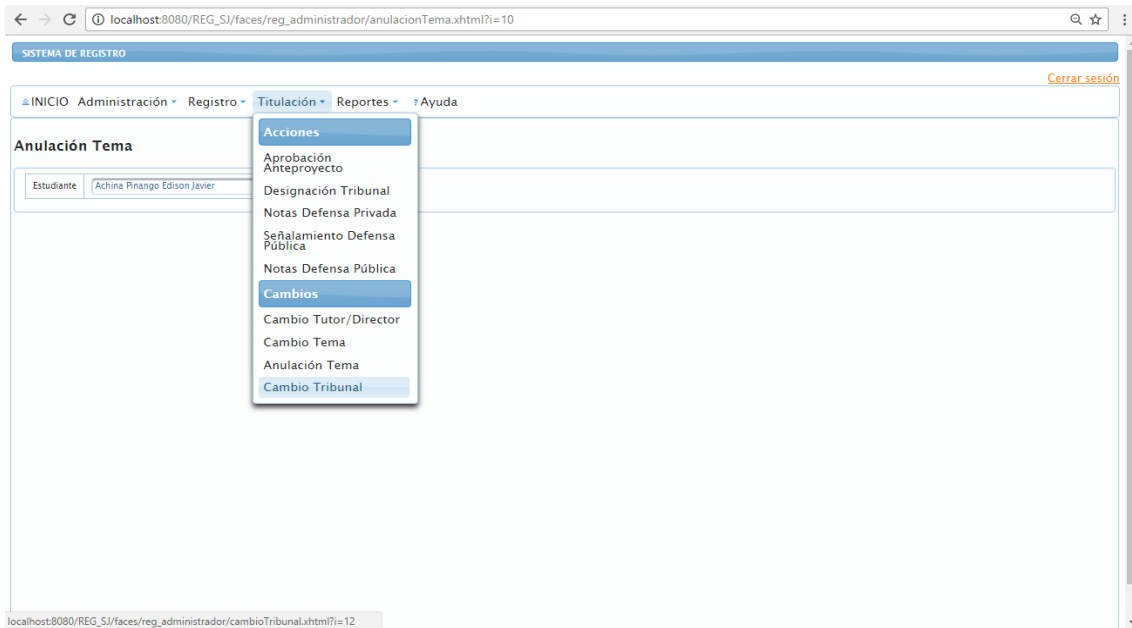 localhost:8080/REG_SJ/faces/reg_administrador/anulacionTema.xhtml?i=10
SISTEMA DE REGISTRO
Cerrar sesión
INICIO Administración Registro Titulación Reportes ? Ayuda
Acciones
Anulación Tema
Aprobación
Anteproyecto
Estudiante Achina Pinango Edison Javier
Designación Tribunal
Notas Defensa Privada
Señalamiento Defensa
Pública
Notas Defensa Pública
Cambios
Cambio Tutor/Director
Cambio Tema
Anulación Tema
Cambio Tribunal
localhost:8080/REG_SJ/faces/reg_administrador/cambioTribunal.xhtml?i=12